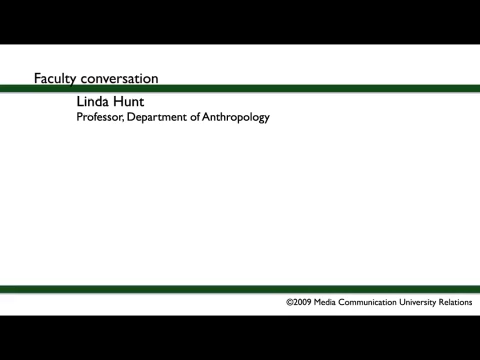 Faculty conversation
Linda Hunt
Professor, Department of Anthropology
©2009 Media Communication University Relations